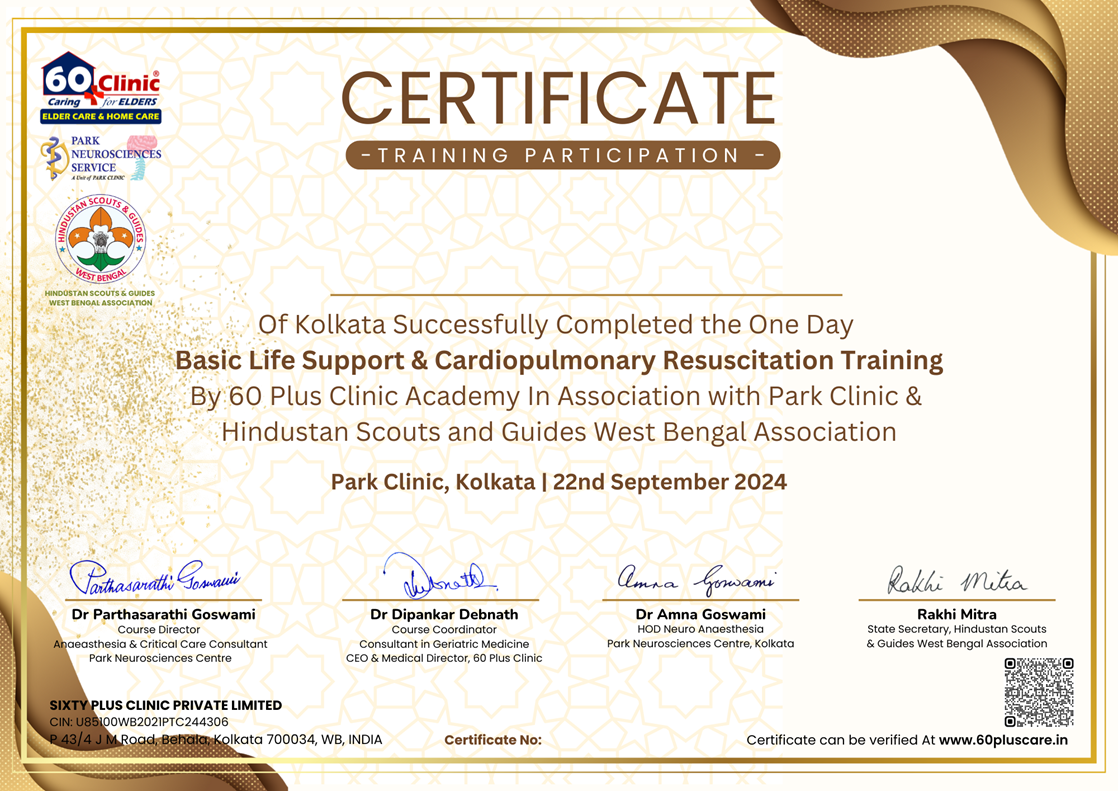 60 Clinic®
Caring for ELDERS
ELDER CARE & HOME CARE
PARK
NEUROSCIENCES
SERVICE
A Unit of PARK CLINIC
HINDUSTAN SCOUTS & GUIDES
WEST BENGAL
HINDUSTAN SCOUTS & GUIDES
WEST BENGAL ASSOCIATION
CERTIFICATE
-TRAINING PARTICIPATION -
Of Kolkata Successfully Completed the One Day
Basic Life Support & Cardiopulmonary Resuscitation Training
By 60 Plus Clinic Academy In Association with Park Clinic &
Hindustan Scouts and Guides West Bengal Association
Park Clinic, Kolkata | 22nd September 2024
Parthasarathi Goswami
Dr Parthasarathi Goswami
Course Director
Anaeasthesia & Critical Care Consultant
Park Neurosciences Centre
Debnath
Dr Dipankar Debnath
Course Coordinator
Consultant in Geriatric Medicine
CEO & Medical Director, 60 Plus Clinic
Amna Goswami
Dr Amna Goswami
HOD Neuro Anaesthesia
Park Neurosciences Centre, Kolkata
Rakhi Mitra
Rakhi Mitra
State Secretary, Hindustan Scouts
& Guides West Bengal Association
SIXTY PLUS CLINIC PRIVATE LIMITED
CIN: U85100WB2021PTC244306
P 43/4 J M Road, Behala, Kolkata 700034, WB, INDIA
Certificate No:
Certificate can be verified At www.60pluscare.in